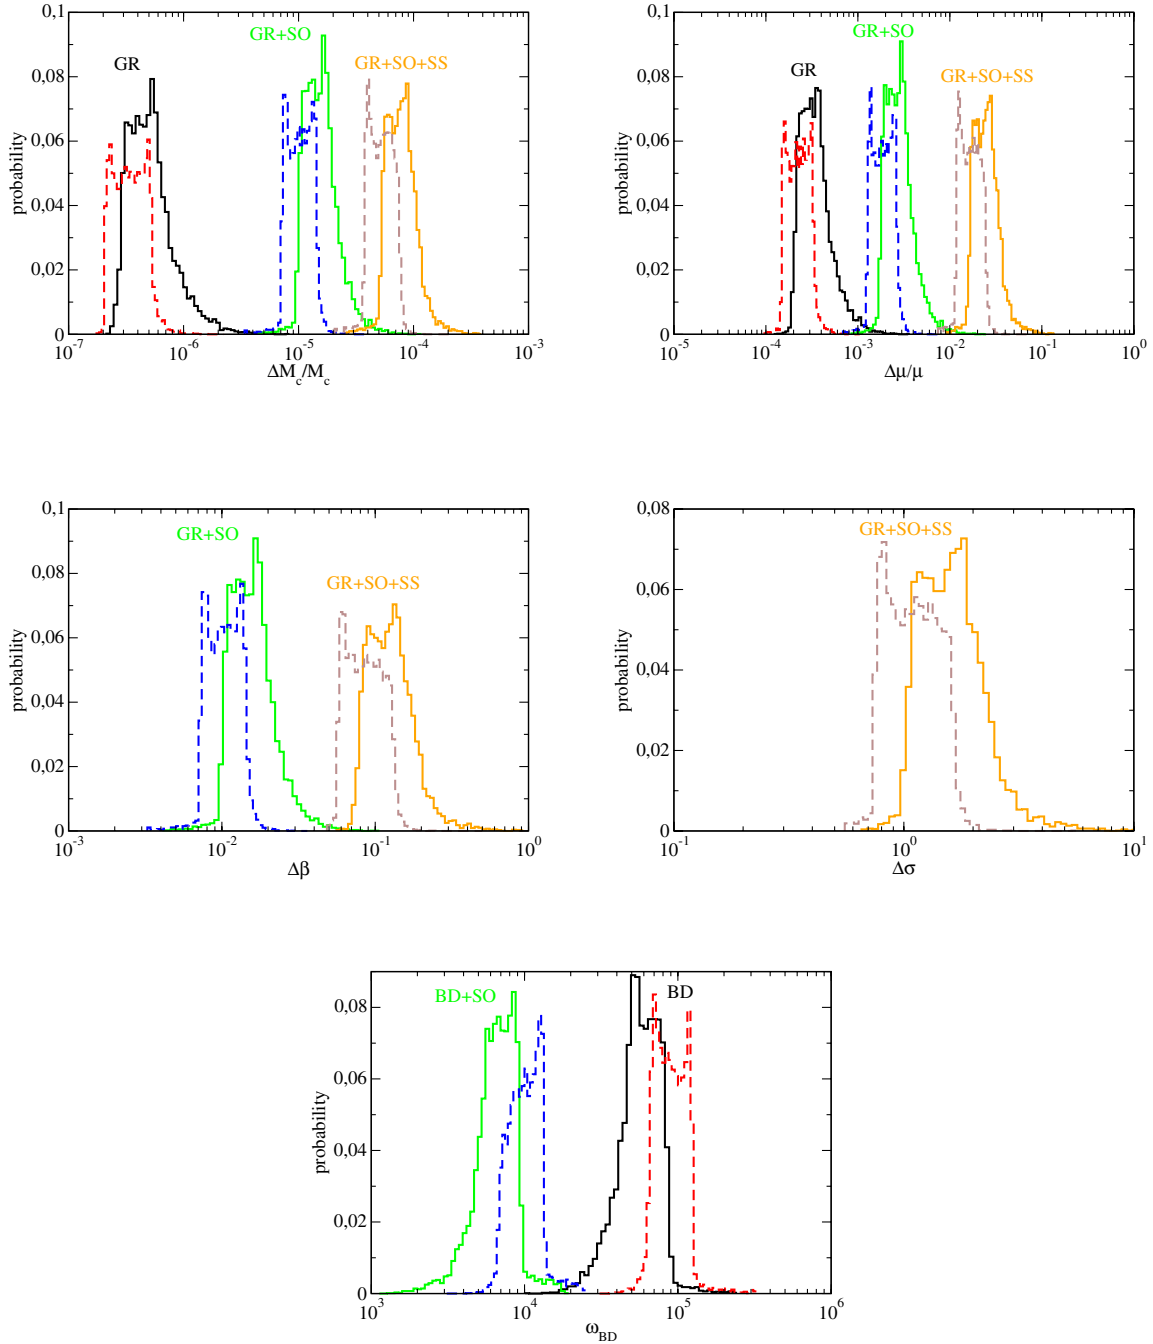 0,1
0,08
0,06
0,04
0,02
0
probability
GR
GR+SO
GR+SO+SS
10^-7
10^-6
10^-5
10^-4
10^-3
ΔM_c/M_c
0,1
0,08
0,06
0,04
0,02
0
probability
GR
GR+SO
GR+SO+SS
10^-5
10^-4
10^-3
10^-2
10^-1
10^0
Δμ/μ
0,1
0,08
0,06
0,04
0,02
0
probability
GR+SO
GR+SO+SS
10^-3
10^-2
10^-1
10^0
Δβ
0,08
0,06
0,04
0,02
0
probability
GR+SO+SS
10^-1
10^0
10^1
Δσ
0,08
0,06
0,04
0,02
0
probability
BD+SO
BD
10^3
10^4
10^5
10^6
ω_BD